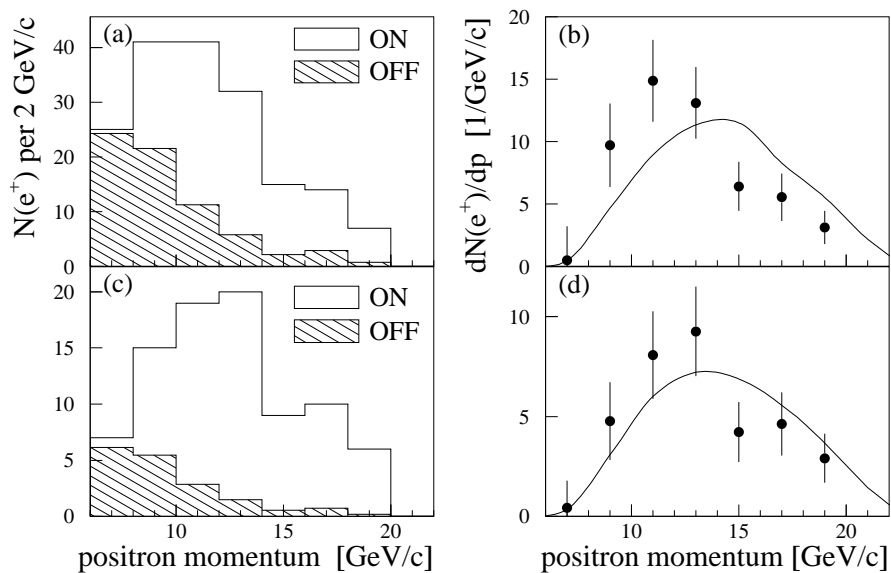 (a)
ON
OFF
N(e⁺) per 2 GeV/c
40
30
20
10
0
(b)
dN(e⁺)/dp [1/GeV/c]
20
15
10
5
0
(c)
ON
OFF
20
15
10
5
0
10
15
20
positron momentum [GeV/c]
(d)
10
5
0
10
15
20
positron momentum [GeV/c]